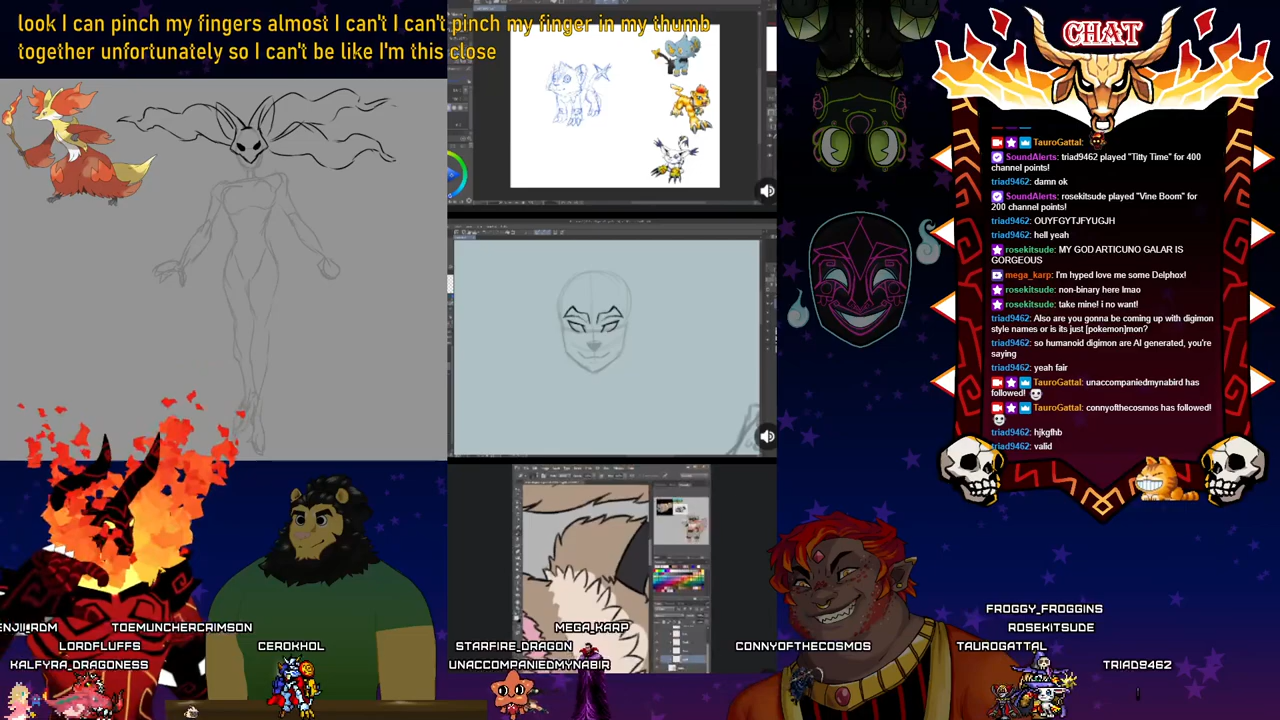 look I can pinch my fingers almost I can't I can't pinch my finger in my thumb
together unfortunately so I can't be like I'm this close
CHAT
TauroGattal:
SoundAlerts: triad9462 played "Titty Time" for 400
channel points!
triad9462: damn ok
SoundAlerts: rosekitsude played "Vine Boom" for
200 channel points!
triad9462: OUYFGYTJFYUGJH
triad9462: hell yeah
rosekitsude: MY GOD ARTICUNO GALAR IS
GORGEOUS
mega_karp: I'm hyped love me some Delphox!
rosekitsude: non-binary here lmao
rosekitsude: take mine! i no want!
triad9462: Also are you gonna be coming up with digimon
style names or is its just [pokemon]mon?
triad9462: so humanoid digimon are AI generated, you're
saying
triad9462: yeah fair
TauroGattal: unaccompaniedmynabird has
followed!
TauroGattal: connyofthecosmos has followed!
triad9462: hjkgfhb
triad9462: valid
ENJII_RDM
TOEMUNCHERCRIMSON
LORDFLUFFS
KALFYRA_DRAGONESS
CEROKHOL
MEGA_KARP
STARFIRE_DRAGON
UNACCOMPANIEDMYNABIR
CONNYOFTHECOSMOS
FROGGY_FROGGINS
ROSEKITSUDE
TAUROGATTAL
TRIAD9462